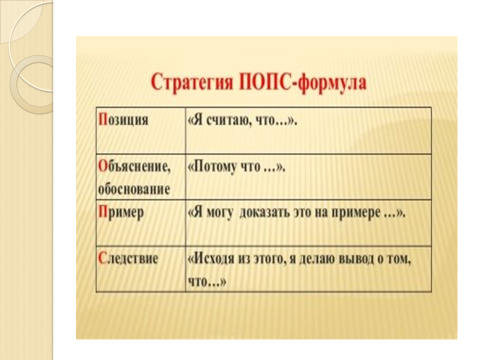 Стратегия ПОПС-формула
Позиция «Я считаю, что…».
Объяснение, «Потому что …».
обоснование
Пример «Я могу доказать это на примере …».
Следствие «Исходя из этого, я делаю вывод о том,
что…»